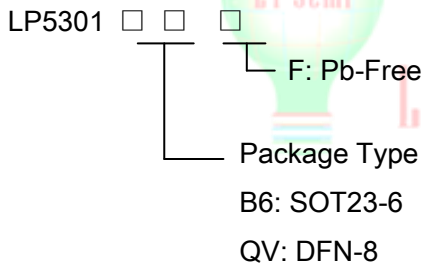 LP5301 □ □ □
F: Pb-Free
Package Type
B6: SOT23-6
QV: DFN-8